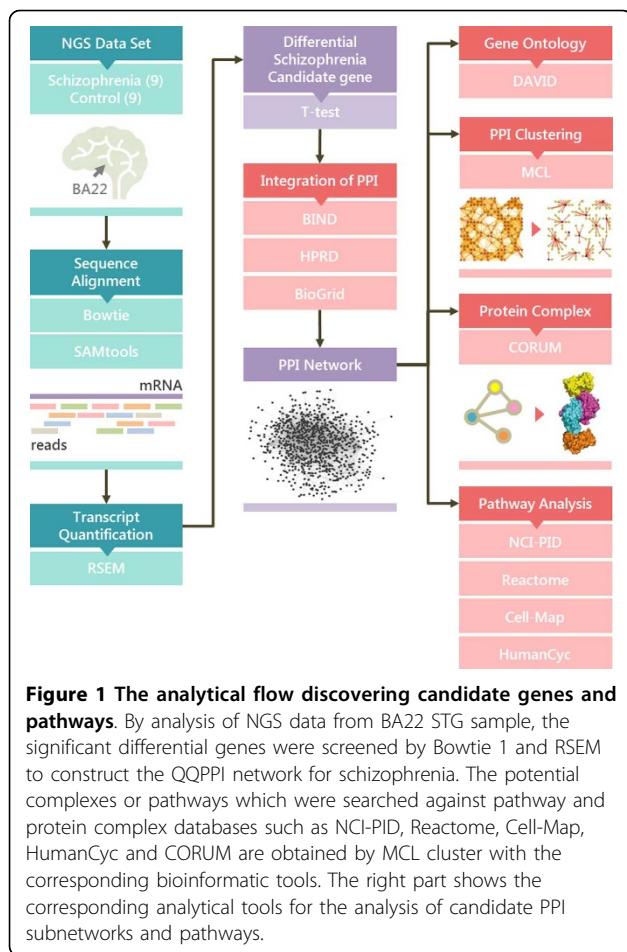 NGS Data Set
Schizophrenia (9)
Control (9)
BA22
Sequence
Alignment
Bowtie
SAMtools
mRNA
reads
Transcript
Quantification
RSEM
Differential
Schizophrenia
Candidate gene
T-test
Integration of PPI
BIND
HPRD
BioGrid
PPI Network
Gene Ontology
DAVID
PPI Clustering
MCL
Protein Complex
CORUM
Pathway Analysis
NCI-PID
Reactome
Cell-Map
HumanCyc
Figure 1 The analytical flow discovering candidate genes and
pathways. By analysis of NGS data from BA22 STG sample, the
significant differential genes were screened by Bowtie 1 and RSEM
to construct the QQPPI network for schizophrenia. The potential
complexes or pathways which were searched against pathway and
protein complex databases such as NCI-PID, Reactome, Cell-Map,
HumanCyc and CORUM are obtained by MCL cluster with the
corresponding bioinformatic tools. The right part shows the
corresponding analytical tools for the analysis of candidate PPI
subnetworks and pathways.